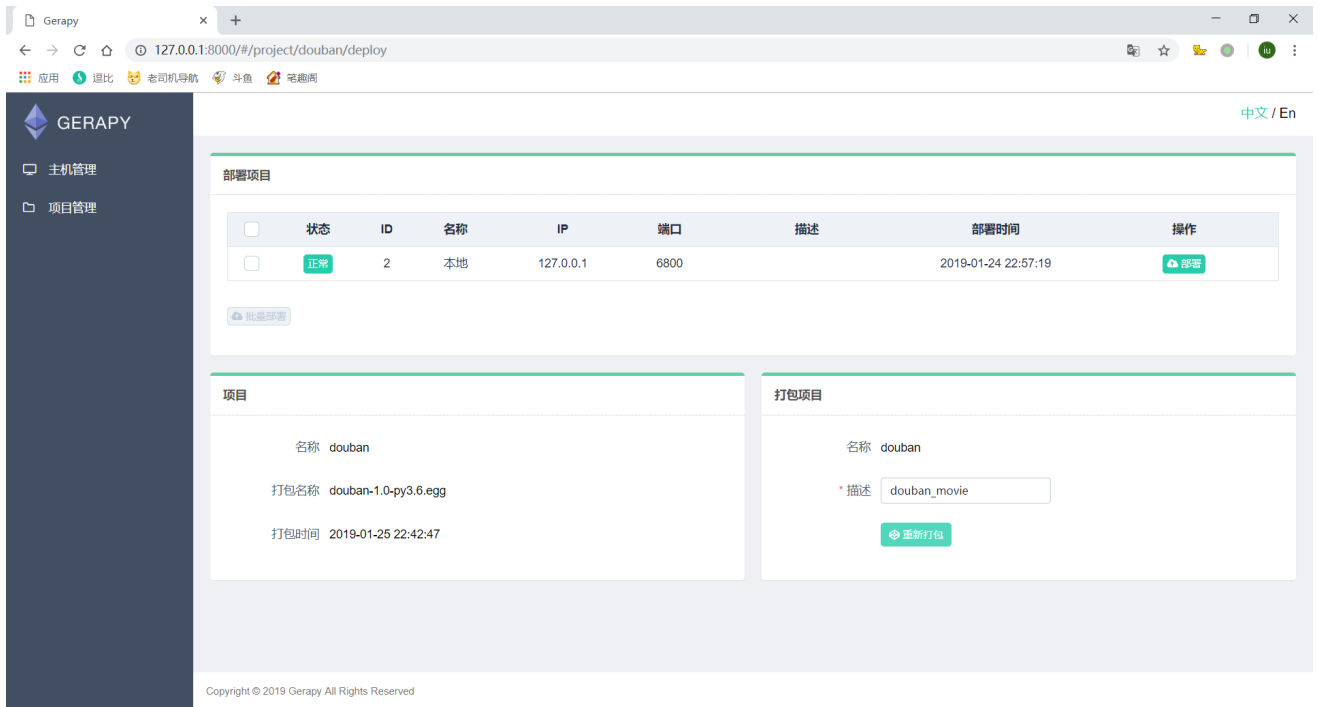 Gerapy
127.0.0.1:8000/#/project/douban/deploy
iu
应用 逗比 老司机导航 斗鱼 笔趣阁
GERAPY
中文 / En
主机管理
项目管理
部署项目
状态 ID 名称 IP 端口 描述 部署时间 操作
正常 2 本地 127.0.0.1 6800 2019-01-24 22:57:19 部署
批量部署
项目
名称 douban
打包名称 douban-1.0-py3.6.egg
打包时间 2019-01-25 22:42:47
打包项目
名称 douban
* 描述 douban_movie
重新打包
Copyright © 2019 Gerapy All Rights Reserved